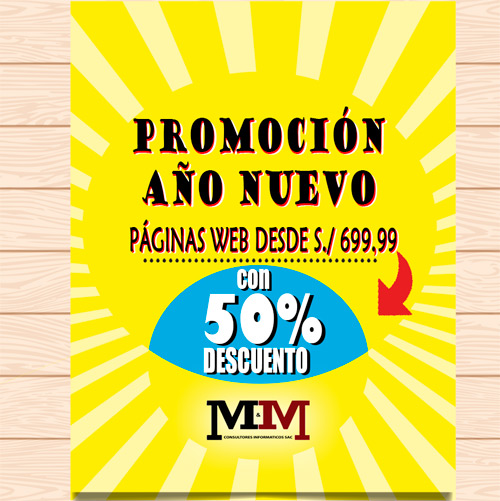 PROMOCIÓN
AÑO NUEVO
PÁGINAS WEB DESDE S./ 699,99
con
50%
DESCUENTO
M&M
CONSULTORES INFORMATICOS SAC